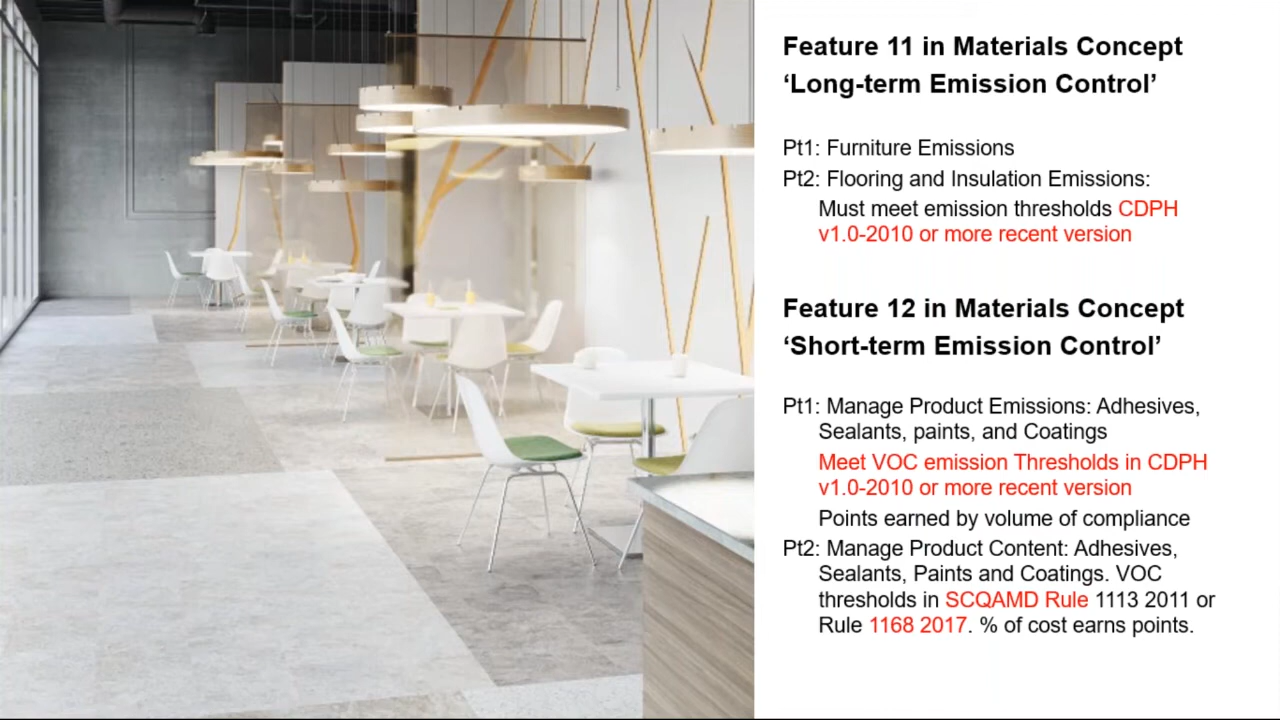 Feature 11 in Materials Concept
‘Long-term Emission Control’
Pt1: Furniture Emissions
Pt2: Flooring and Insulation Emissions:
Must meet emission thresholds CDPH
v1.0-2010 or more recent version
Feature 12 in Materials Concept
‘Short-term Emission Control’
Pt1: Manage Product Emissions: Adhesives,
Sealants, paints, and Coatings
Meet VOC emission Thresholds in CDPH
v1.0-2010 or more recent version
Points earned by volume of compliance
Pt2: Manage Product Content: Adhesives,
Sealants, Paints and Coatings. VOC
thresholds in SCQAMD Rule 1113 2011 or
Rule 1168 2017. % of cost earns points.